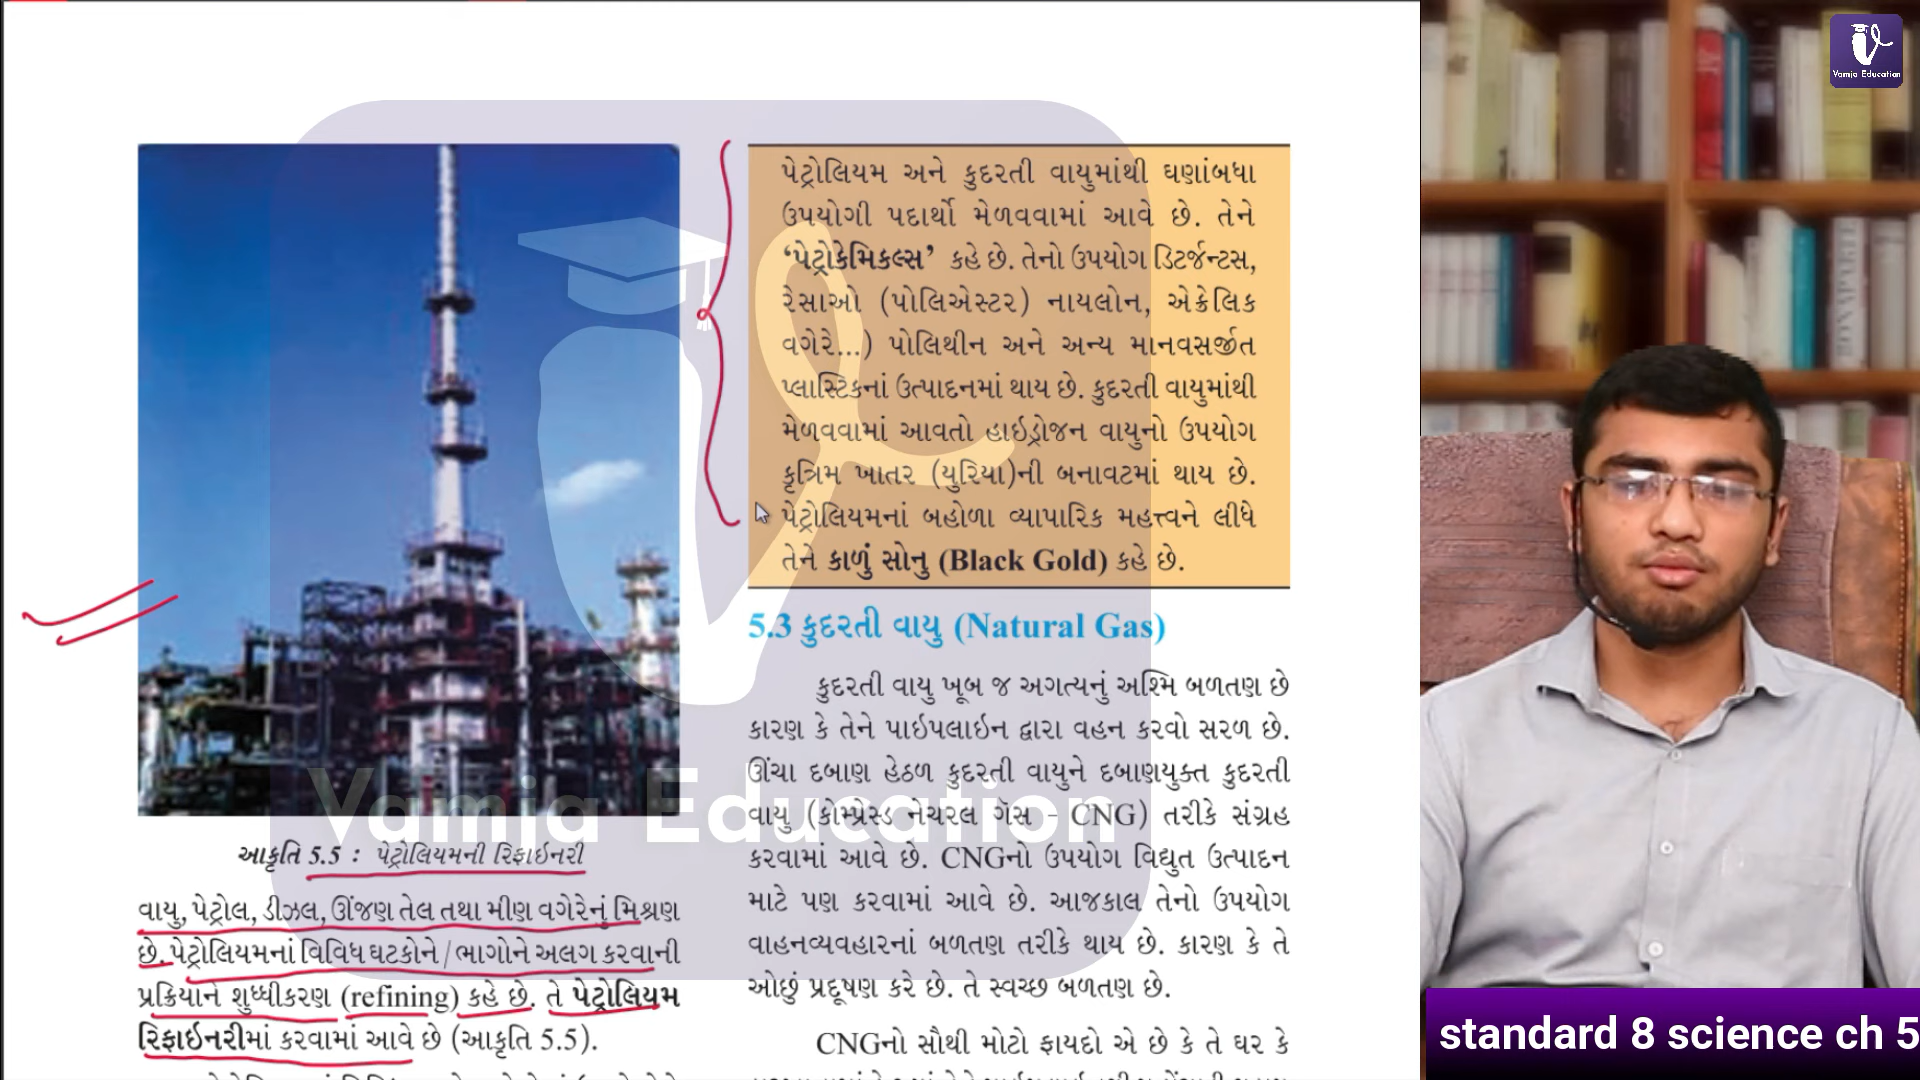 આકૃતિ 5.5 : પેટ્રોલિયમની રિફાઇનરી
વાયુ, પેટ્રોલ, ડીઝલ, ઊંજણ તેલ તથા મીણ વગેરેનું મિશ્રણ
છે. પેટ્રોલિયમનાં વિવિધ ઘટકોને / ભાગોને અલગ કરવાની
પ્રક્રિયાને શુધ્ધીકરણ (refining) કહે છે. તે પેટ્રોલિયમ
રિફાઇનરીમાં કરવામાં આવે છે (આકૃતિ 5.5).
પેટ્રોલિયમ અને કુદરતી વાયુમાંથી ઘણાંબધા
ઉપયોગી પદાર્થો મેળવવામાં આવે છે. તેને
‘પેટ્રોકેમિકલ્સ’ કહે છે. તેનો ઉપયોગ ડિટર્જન્ટસ,
રેસાઓ (પોલિએસ્ટર) નાયલોન, એક્રેલિક
વગેરે...) પોલિથીન અને અન્ય માનવસર્જીત
પ્લાસ્ટિકનાં ઉત્પાદનમાં થાય છે. કુદરતી વાયુમાંથી
મેળવવામાં આવતો હાઇડ્રોજન વાયુનો ઉપયોગ
કૃત્રિમ ખાતર (યુરિયા)ની બનાવટમાં થાય છે.
પેટ્રોલિયમનાં બહોળા વ્યાપારિક મહત્ત્વને લીધે
તેને કાળું સોનુ (Black Gold) કહે છે.
5.3 કુદરતી વાયુ (Natural Gas)
કુદરતી વાયુ ખૂબ જ અગત્યનું અશ્મિ બળતણ છે
કારણ કે તેને પાઇપલાઇન દ્વારા વહન કરવો સરળ છે.
ઊંચા દબાણ હેઠળ કુદરતી વાયુને દબાણયુક્ત કુદરતી
વાયુ (કોમ્પ્રેસ્ડ નેચરલ ગૅસ - CNG) તરીકે સંગ્રહ
કરવામાં આવે છે. CNGનો ઉપયોગ વિદ્યુત ઉત્પાદન
માટે પણ કરવામાં આવે છે. આજકાલ તેનો ઉપયોગ
વાહનવ્યવહારનાં બળતણ તરીકે થાય છે. કારણ કે તે
ઓછું પ્રદૂષણ કરે છે. તે સ્વચ્છ બળતણ છે.
CNGનો સૌથી મોટો ફાયદો એ છે કે તે ઘર કે
Vamja Education
Vamja Education
standard 8 science ch 5